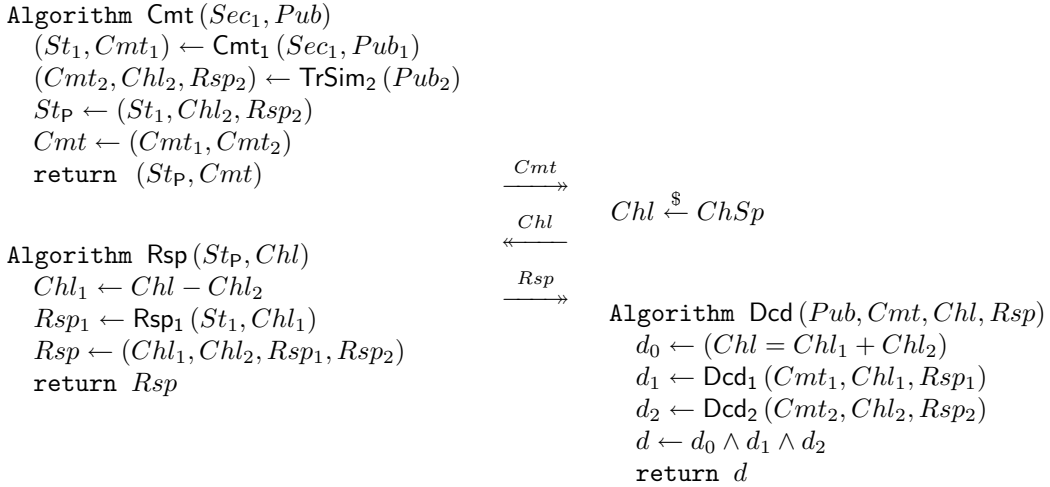 Algorithm Cmt (Sec₁, Pub)
(St₁, Cmt₁) ← Cmt₁ (Sec₁, Pub₁)
(Cmt₂, Chl₂, Rsp₂) ← TrSim₂ (Pub₂)
St_P ← (St₁, Chl₂, Rsp₂)
Cmt ← (Cmt₁, Cmt₂)
return (St_P, Cmt)
Cmt
Chl ←$ ChSp
Chl
Algorithm Rsp (St_P, Chl)
Chl₁ ← Chl − Chl₂
Rsp₁ ← Rsp₁ (St₁, Chl₁)
Rsp ← (Chl₁, Chl₂, Rsp₁, Rsp₂)
return Rsp
Rsp
Algorithm Dcd (Pub, Cmt, Chl, Rsp)
d₀ ← (Chl = Chl₁ + Chl₂)
d₁ ← Dcd₁ (Cmt₁, Chl₁, Rsp₁)
d₂ ← Dcd₂ (Cmt₂, Chl₂, Rsp₂)
d ← d₀ ∧ d₁ ∧ d₂
return d